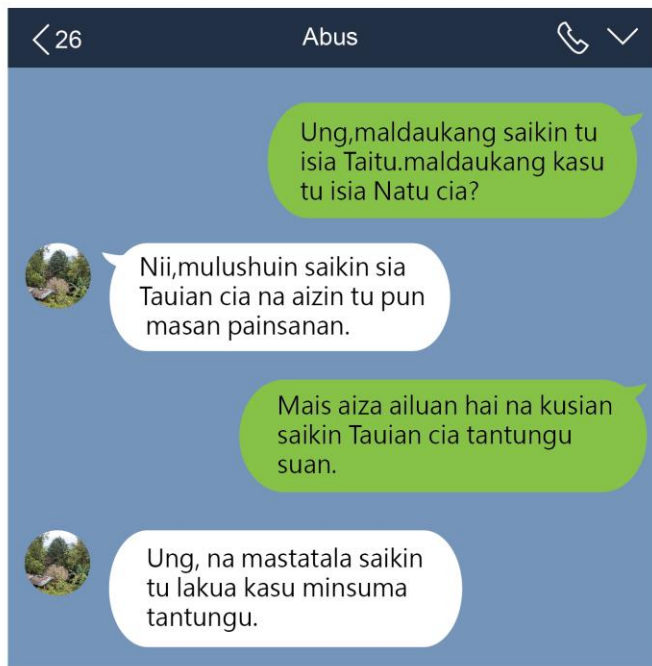 26
Abus
Ung,maldaukang saikin tu
isia Taitu.maldaukang kasu
tu isia Natu cia?
Nii,mulushuin saikin sia
Tauian cia na aizin tu pun
masan painsanan.
Mais aiza ailuan hai na kusian
saikin Tauian cia tantungu
suan.
Ung, na mastatala saikin
tu lakua kasu minsuma
tantungu.